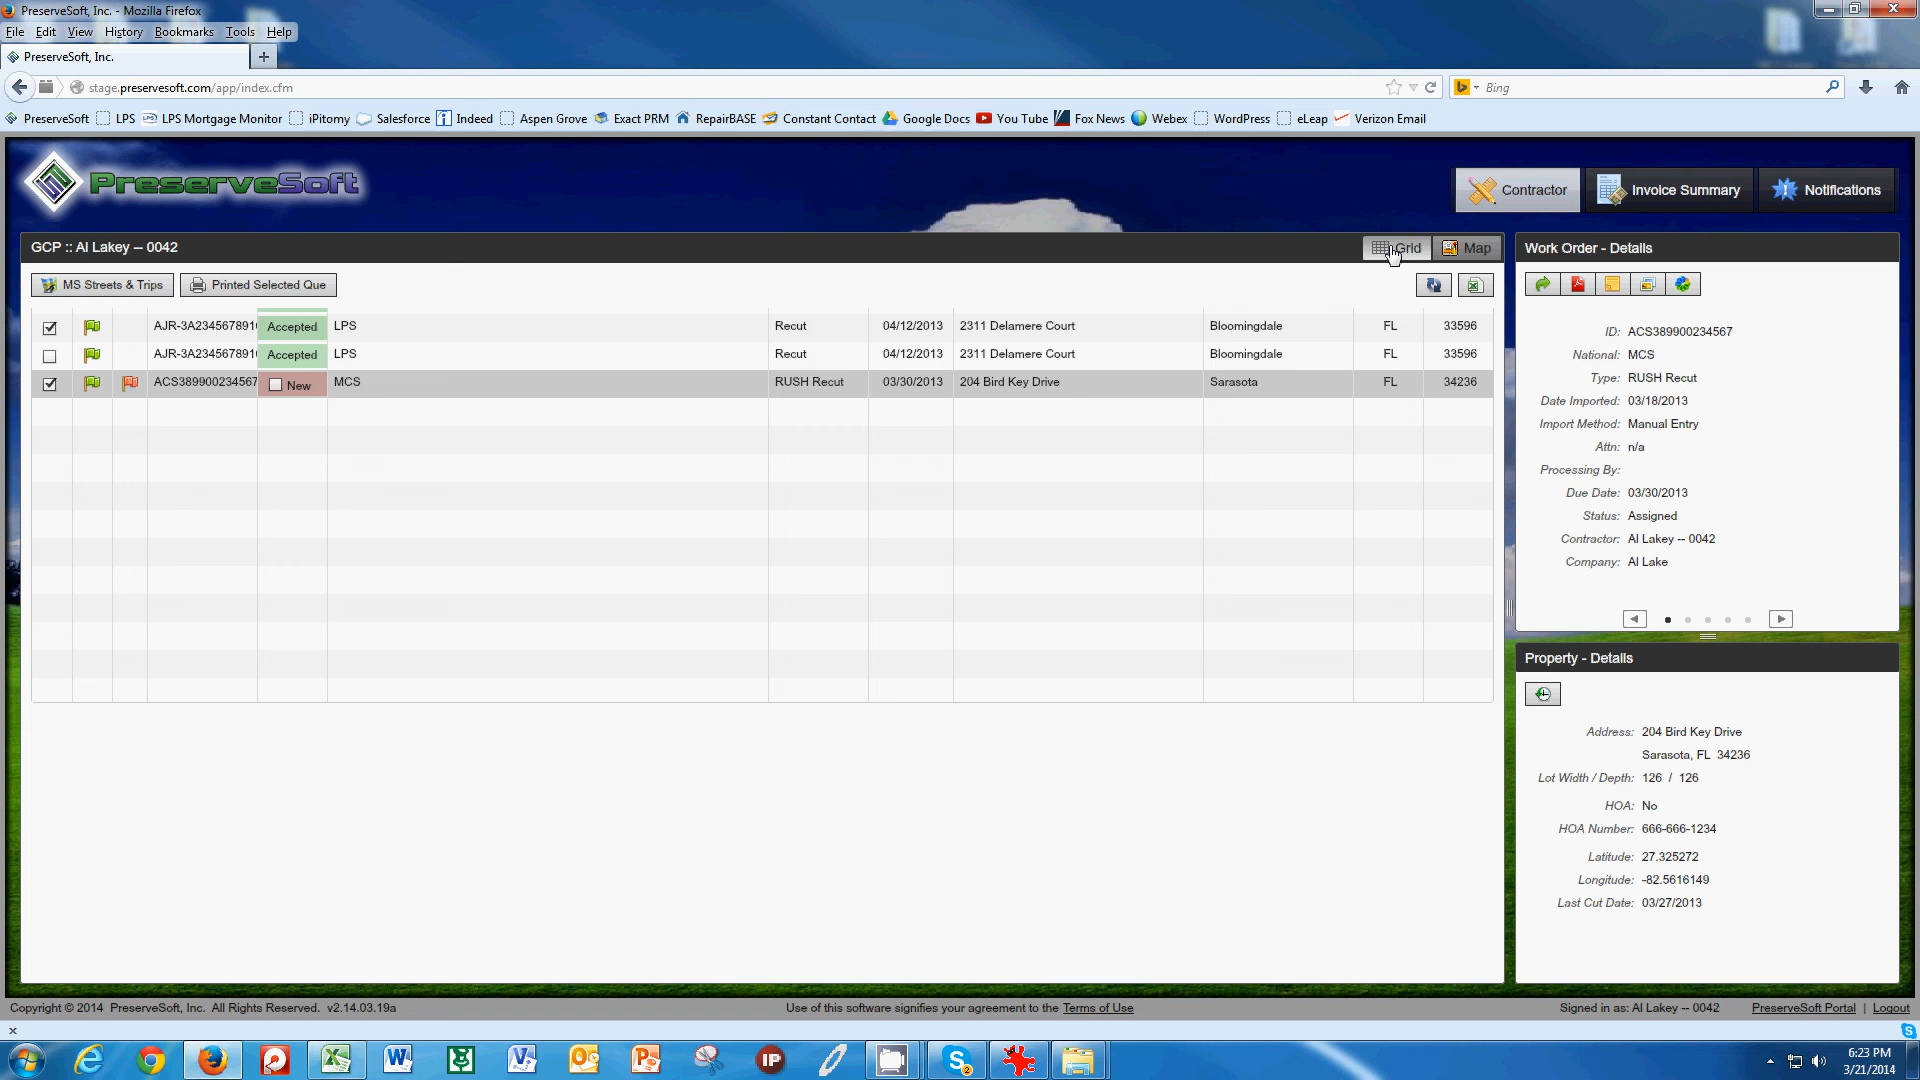 PreserveSoft, Inc. - Mozilla Firefox
File Edit View History Bookmarks Tools Help
PreserveSoft, Inc.
stage.preservesoft.com/app/index.cfm
Bing
PreserveSoft LPS LPS Mortgage Monitor iPitomy Salesforce Indeed Aspen Grove Exact PRM RepairBASE Constant Contact Google Docs You Tube Fox News Webex WordPress eLeap Verizon Email
PreserveSoft
Contractor Invoice Summary Notifications
GCP :: Al Lakey -- 0042
Grid Map
MS Streets & Trips Printed Selected Que
AJR-3A2345678910 Accepted LPS Recut 04/12/2013 2311 Delamere Court Bloomingdale FL 33596
AJR-3A2345678910 Accepted LPS Recut 04/12/2013 2311 Delamere Court Bloomingdale FL 33596
ACS389900234567 New MCS RUSH Recut 03/30/2013 204 Bird Key Drive Sarasota FL 34236
Work Order - Details
ID: ACS389900234567
National: MCS
Type: RUSH Recut
Date Imported: 03/18/2013
Import Method: Manual Entry
Attn: n/a
Processing By:
Due Date: 03/30/2013
Status: Assigned
Contractor: Al Lakey -- 0042
Company: Al Lake
Property - Details
Address: 204 Bird Key Drive
Sarasota, FL 34236
Lot Width / Depth: 126 / 126
HOA: No
HOA Number: 666-666-1234
Latitude: 27.325272
Longitude: -82.5616149
Last Cut Date: 03/27/2013
Copyright © 2014 PreserveSoft, Inc. All Rights Reserved. v2.14.03.19a
Use of this software signifies your agreement to the Terms of Use
Signed in as: Al Lakey -- 0042 PreserveSoft Portal | Logout
6:23 PM
3/21/2014